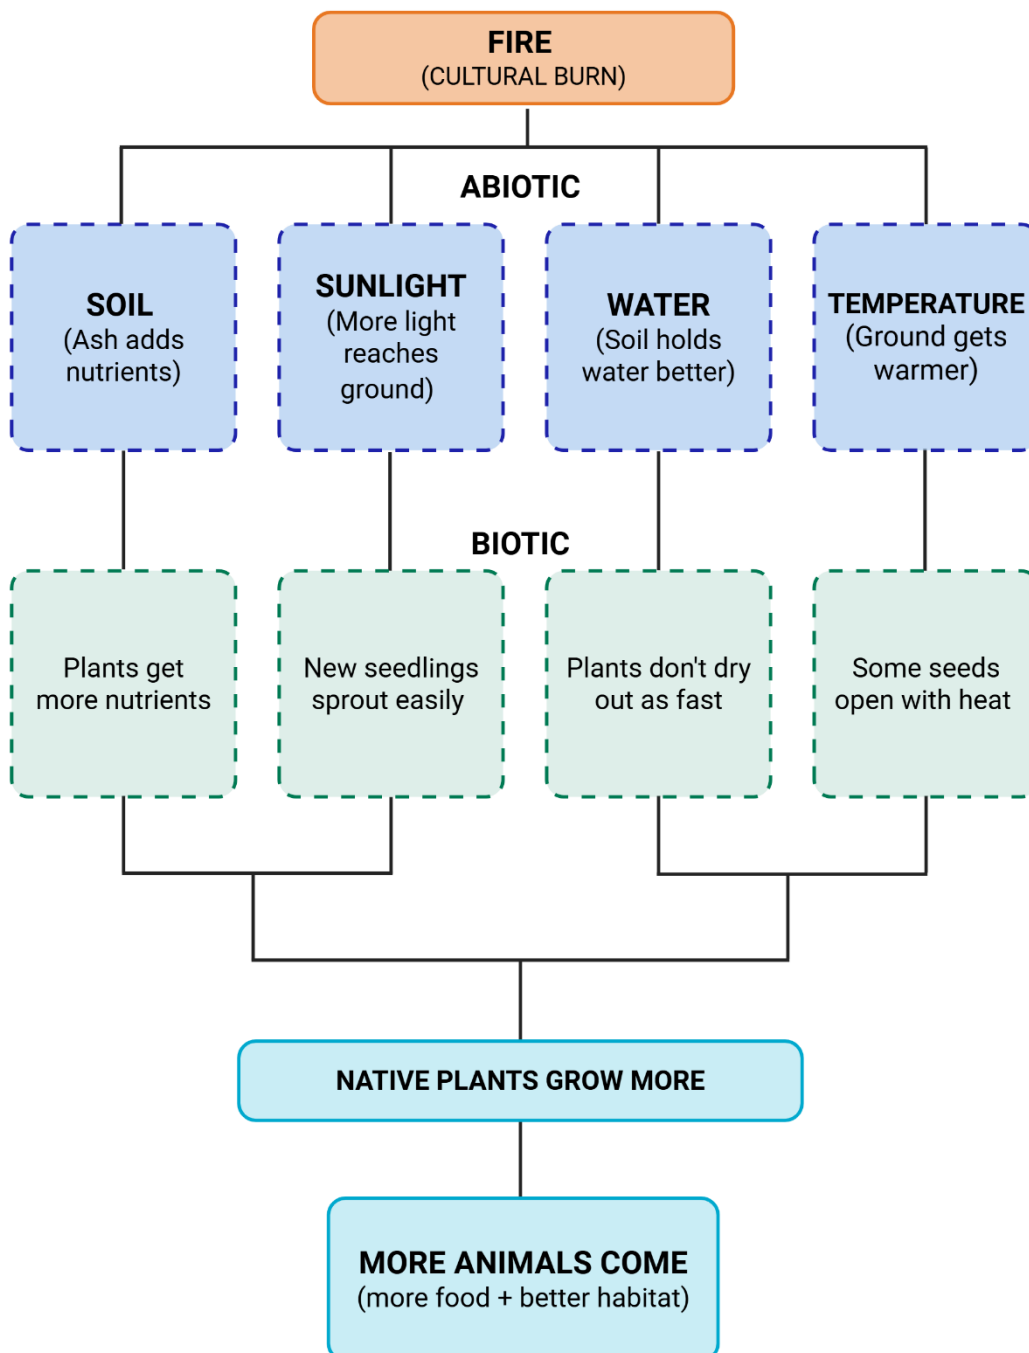 FIRE
(CULTURAL BURN)
ABIOTIC
SOIL
(Ash adds
nutrients)
SUNLIGHT
(More light
reaches
ground)
WATER
(Soil holds
water better)
TEMPERATURE
(Ground gets
warmer)
BIOTIC
Plants get
more nutrients
New seedlings
sprout easily
Plants don't dry
out as fast
Some seeds
open with heat
NATIVE PLANTS GROW MORE
MORE ANIMALS COME
(more food + better habitat)